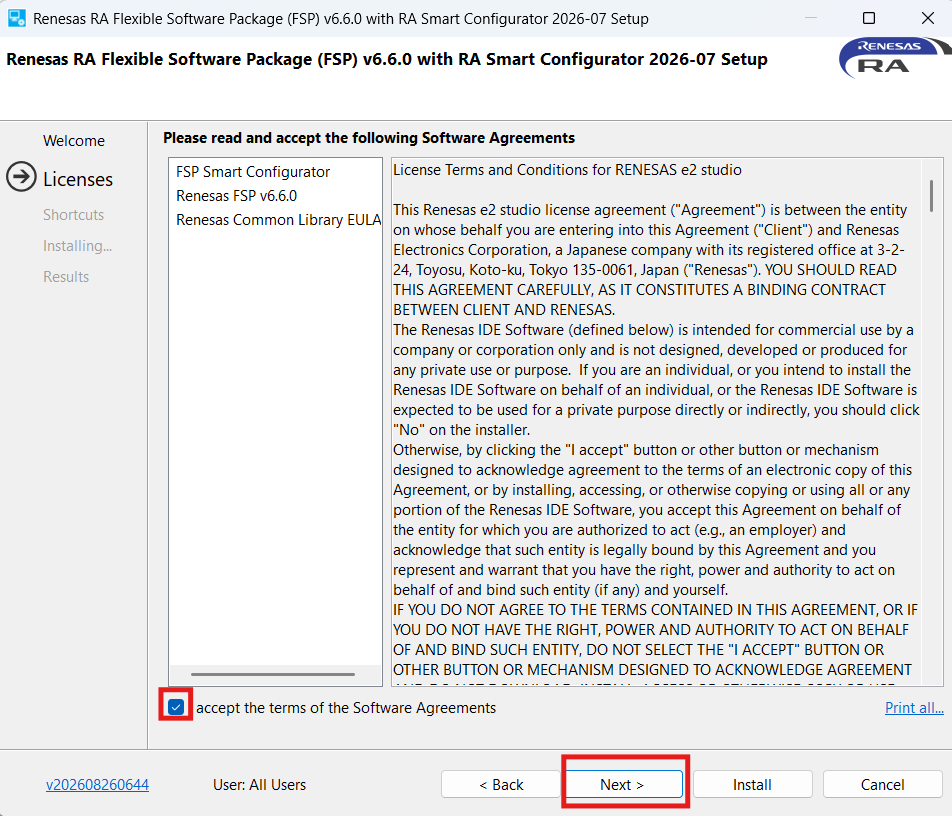 Renesas RA Flexible Software Package (FSP) v6.6.0 with RA Smart Configurator 2026-07 Setup
Renesas RA Flexible Software Package (FSP) v6.6.0 with RA Smart Configurator 2026-07 Setup
RENESAS
RA
Welcome
Licenses
Shortcuts
Installing...
Results
Please read and accept the following Software Agreements
FSP Smart Configurator
Renesas FSP v6.6.0
Renesas Common Library EULA
License Terms and Conditions for RENESAS e2 studio
This Renesas e2 studio license agreement ("Agreement") is between the entity
on whose behalf you are entering into this Agreement ("Client") and Renesas
Electronics Corporation, a Japanese company with its registered office at 3-2-
24, Toyosu, Koto-ku, Tokyo 135-0061, Japan ("Renesas"). YOU SHOULD READ
THIS AGREEMENT CAREFULLY, AS IT CONSTITUTES A BINDING CONTRACT
BETWEEN CLIENT AND RENESAS.
The Renesas IDE Software (defined below) is intended for commercial use by a
company or corporation only and is not designed, developed or produced for
any private use or purpose.  If you are an individual, or you intend to install the
Renesas IDE Software on behalf of an individual, or the Renesas IDE Software is
expected to be used for a private purpose directly or indirectly, you should click
"No" on the installer.
Otherwise, by clicking the "I accept" button or other button or mechanism
designed to acknowledge agreement to the terms of an electronic copy of this
Agreement, or by installing, accessing, or otherwise copying or using all or any
portion of the Renesas IDE Software, you accept this Agreement on behalf of
the entity for which you are authorized to act (e.g., an employer) and
acknowledge that such entity is legally bound by this Agreement and you
represent and warrant that you have the right, power and authority to act on
behalf of and bind such entity (if any) and yourself.
IF YOU DO NOT AGREE TO THE TERMS CONTAINED IN THIS AGREEMENT, OR IF
YOU DO NOT HAVE THE RIGHT, POWER AND AUTHORITY TO ACT ON BEHALF
OF AND BIND SUCH ENTITY, DO NOT SELECT THE "I ACCEPT" BUTTON OR
OTHER BUTTON OR MECHANISM DESIGNED TO ACKNOWLEDGE AGREEMENT
accept the terms of the Software Agreements
Print all...
v202608260644
User: All Users
< Back
Next >
Install
Cancel